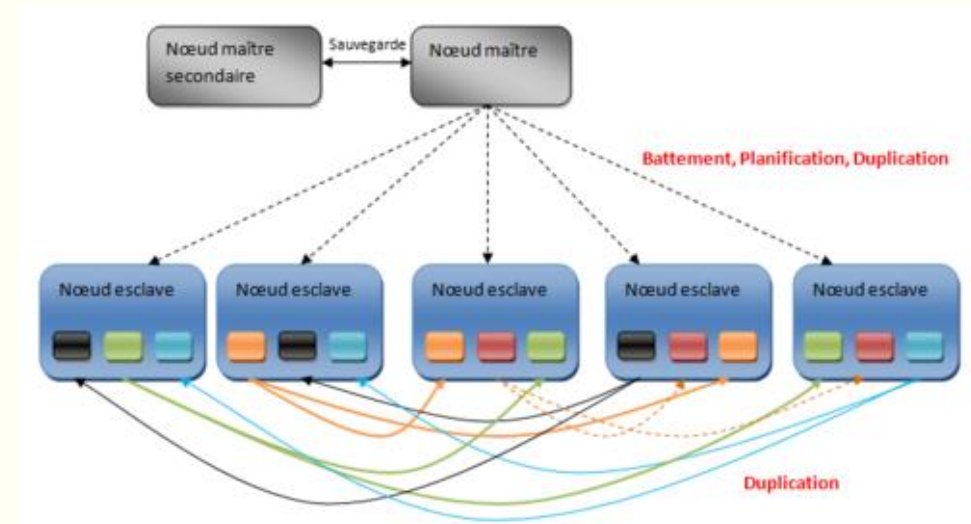 Nœud maître
secondaire
Sauvegarde
Nœud maître
Battement, Planification, Duplication
Nœud esclave
Nœud esclave
Nœud esclave
Nœud esclave
Nœud esclave
Duplication